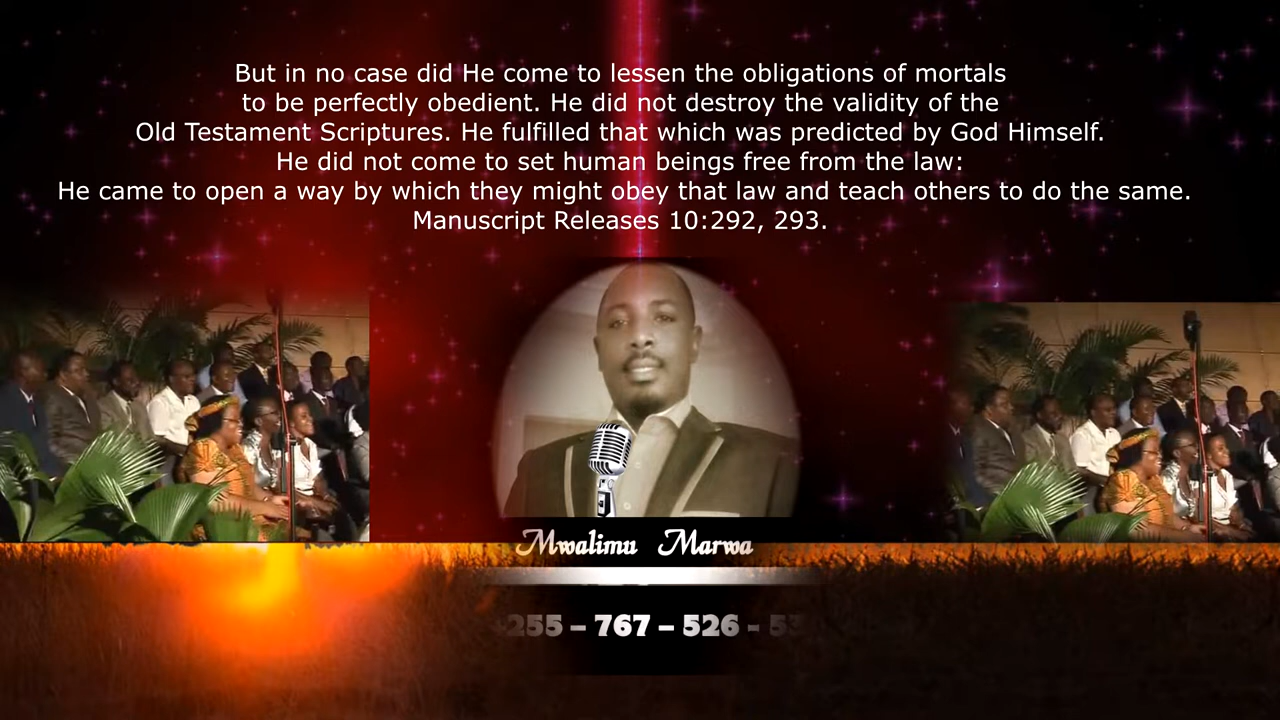 But in no case did He come to lessen the obligations of mortals
to be perfectly obedient. He did not destroy the validity of the
Old Testament Scriptures. He fulfilled that which was predicted by God Himself.
He did not come to set human beings free from the law:
He came to open a way by which they might obey that law and teach others to do the same.
Manuscript Releases 10:292, 293.
Mwalimu Marwa
+255 – 767 – 526 - 53